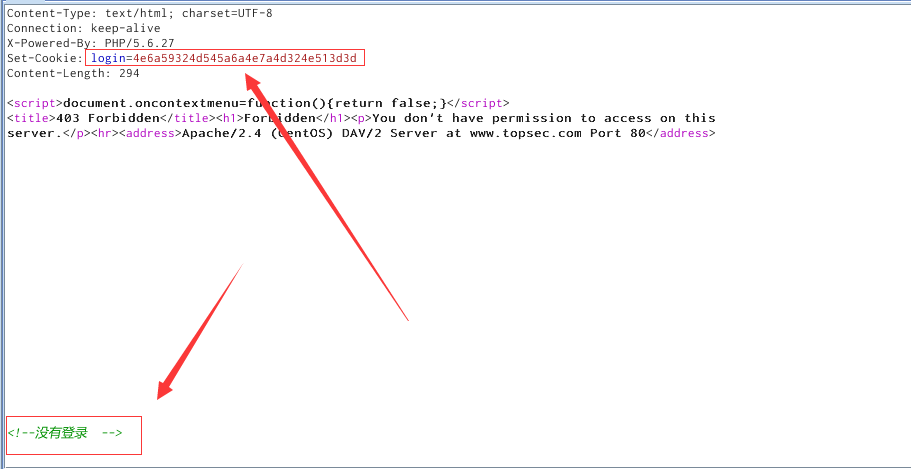 Content-Type: text/html; charset=UTF-8
Connection: keep-alive
X-Powered-By: PHP/5.6.27
Set-Cookie: login=4e6a59324d545a6a4e7a4d324e513d3d
Content-Length: 294
<script>document.oncontextmenu=function(){return false;}</script>
<title>403 Forbidden</title><h1>Forbidden</h1><p>You don't have permission to access on this
server.</p><hr><address>Apache/2.4 (CentOS) DAV/2 Server at www.topsec.com Port 80</address>
<!--没有登录  -->